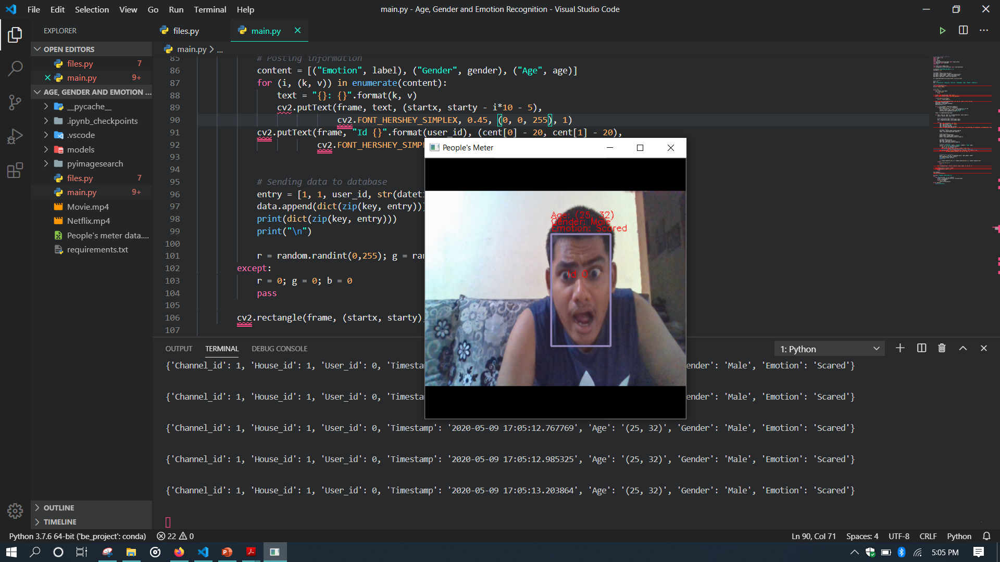 File Edit Selection View Go Run Terminal Help
main.py - Age, Gender and Emotion Recognition - Visual Studio Code
EXPLORER
OPEN EDITORS
files.py 7
main.py 9+
AGE, GENDER AND EMOTION ...
__pycache__
.ipynb_checkpoints
.vscode
models
pyimagesearch
files.py 7
main.py 9+
Movie.mp4
Netflix.mp4
People's meter data....
requirements.txt
OUTLINE
TIMELINE
files.py
main.py
main.py > ...
85 # Posting information
86 content = [("Emotion", label), ("Gender", gender), ("Age", age)]
87 for (i, (k, v)) in enumerate(content):
88 text = "{}: {}".format(k, v)
89 cv2.putText(frame, text, (startx, starty - i*10 - 5),
90 cv2.FONT_HERSHEY_SIMPLEX, 0.45, (0, 0, 255), 1)
91 cv2.putText(frame, "Id {}".format(user_id), (cent[0] - 20, cent[1] - 20),
92 cv2.FONT_HERSHEY_SIMP
93
94
95 # Sending data to database
96 entry = [1, 1, user_id, str(dateti
97 data.append(dict(zip(key, entry)))
98 print(dict(zip(key, entry)))
99 print("\n")
100
101 r = random.randint(0,255); g = ran
102 except:
103 r = 0; g = 0; b = 0
104 pass
105
106 cv2.rectangle(frame, (startx, starty),
107
People's Meter
Age: (25, 32)
Gender: Male
Emotion: Scared
Id 0
OUTPUT TERMINAL DEBUG CONSOLE
1: Python
{'Channel_id': 1, 'House_id': 1, 'User_id': 0, 'Timesta ender': 'Male', 'Emotion': 'Scared'}
{'Channel_id': 1, 'House_id': 1, 'User_id': 0, 'Timesta ender': 'Male', 'Emotion': 'Scared'}
{'Channel_id': 1, 'House_id': 1, 'User_id': 0, 'Timestamp': '2020-05-09 17:05:12.767769', 'Age': '(25, 32)', 'Gender': 'Male', 'Emotion': 'Scared'}
{'Channel_id': 1, 'House_id': 1, 'User_id': 0, 'Timestamp': '2020-05-09 17:05:12.985325', 'Age': '(25, 32)', 'Gender': 'Male', 'Emotion': 'Scared'}
{'Channel_id': 1, 'House_id': 1, 'User_id': 0, 'Timestamp': '2020-05-09 17:05:13.203864', 'Age': '(25, 32)', 'Gender': 'Male', 'Emotion': 'Scared'}
Python 3.7.6 64-bit ('be_project': conda) 22 0
Ln 90, Col 71 Spaces: 4 UTF-8 CRLF Python
5:05 PM